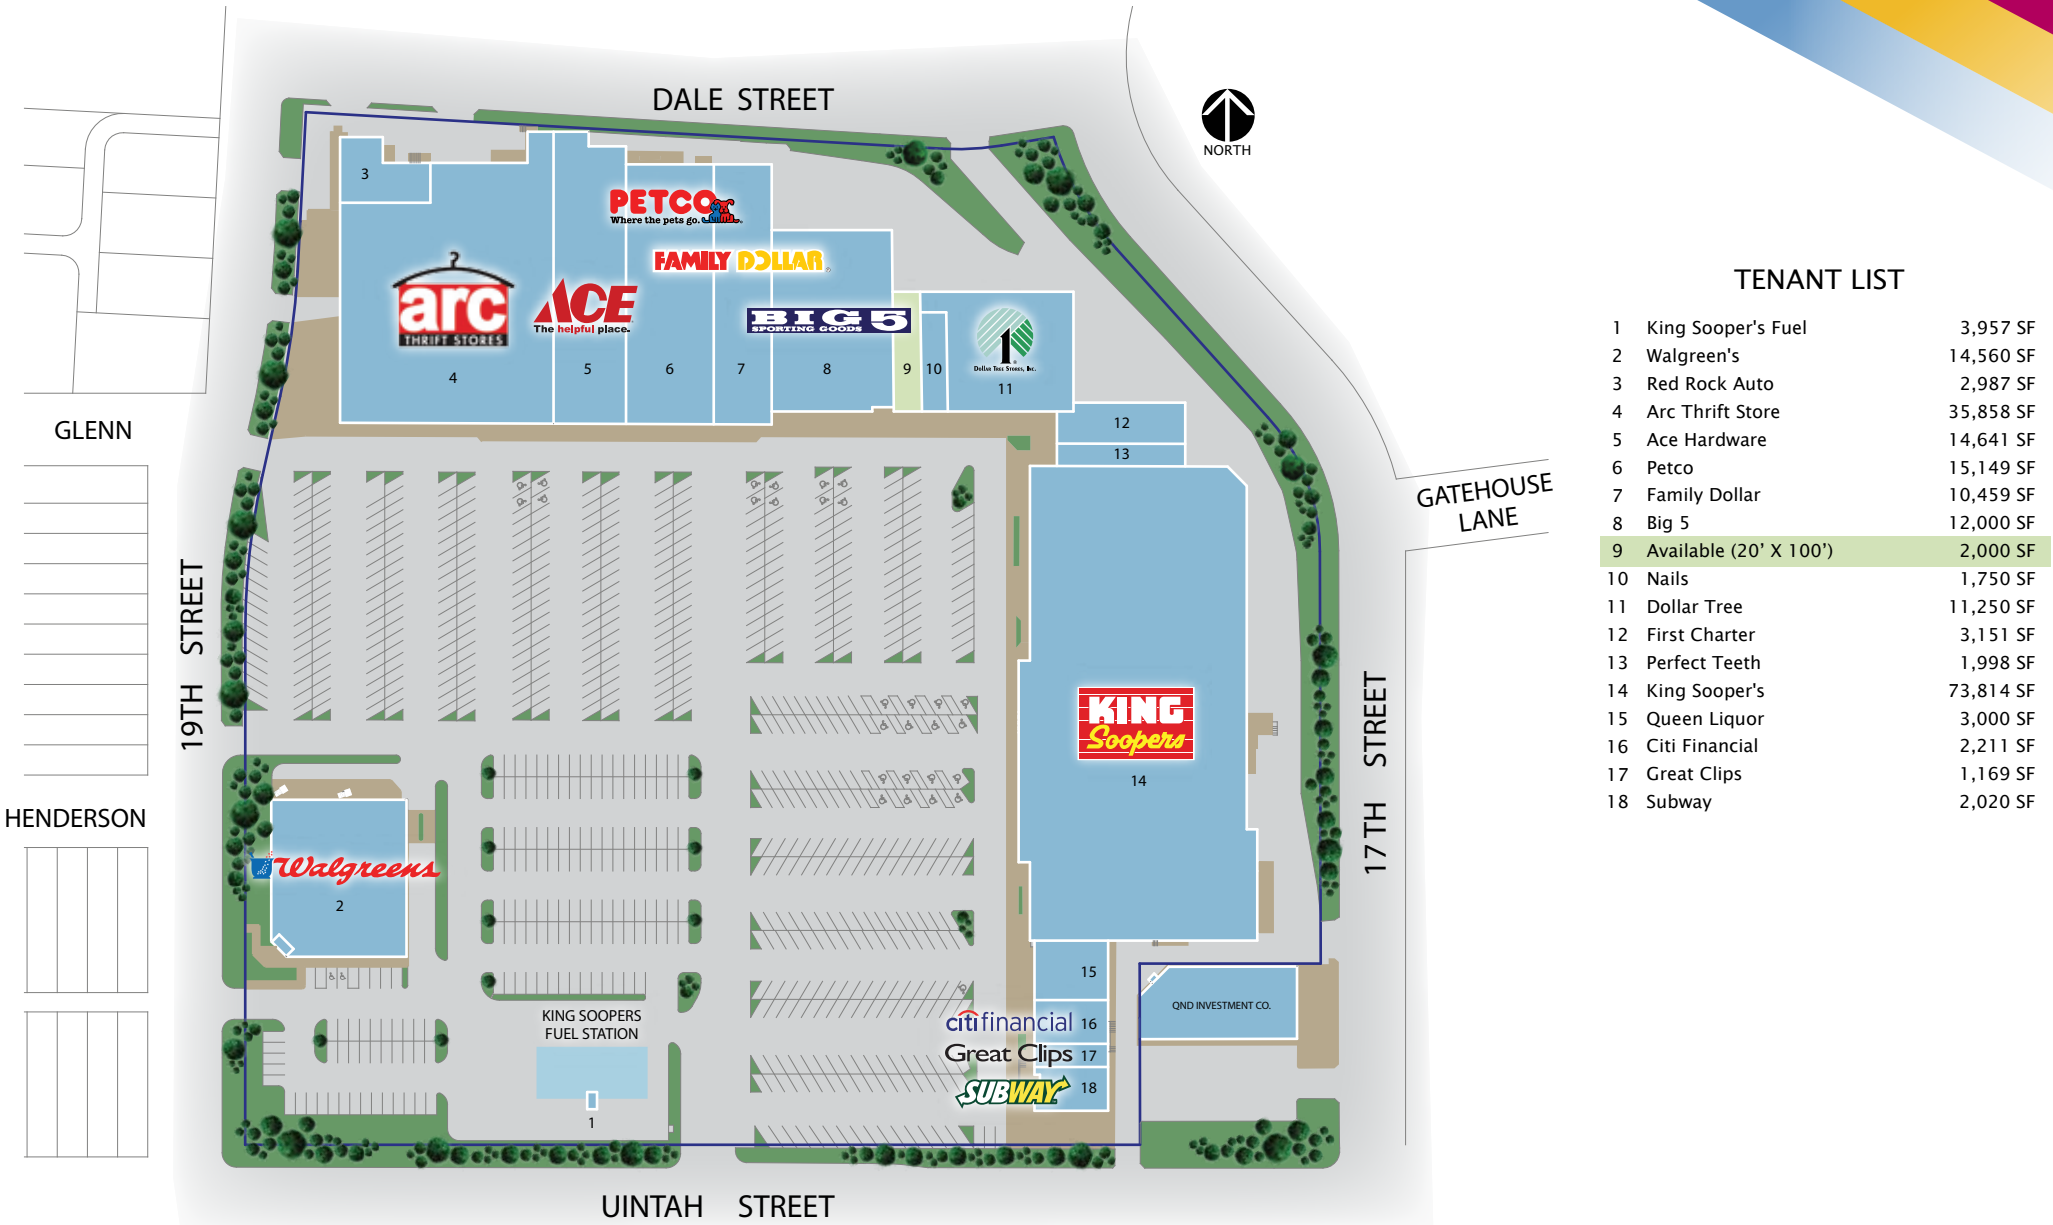 DALE STREET
NORTH
3
PETCO
Where the pets go.
FAMILY DOLLAR
arc
THRIFT STORES
ACE
The helpful place.
BIG 5
SPORTING GOODS
1
Dollar Tree Stores, Inc.
4
5
6
7
8
9
10
11
12
13
GLENN
GATEHOUSE
LANE
19TH STREET
17TH STREET
KING
Soopers
14
HENDERSON
Walgreens
2
15
QND INVESTMENT CO.
KING SOOPERS
FUEL STATION
citifinancial 16
Great Clips 17
SUBWAY 18
1
UINTAH STREET
TENANT LIST
1 King Sooper's Fuel 3,957 SF
2 Walgreen's 14,560 SF
3 Red Rock Auto 2,987 SF
4 Arc Thrift Store 35,858 SF
5 Ace Hardware 14,641 SF
6 Petco 15,149 SF
7 Family Dollar 10,459 SF
8 Big 5 12,000 SF
9 Available (20' X 100') 2,000 SF
10 Nails 1,750 SF
11 Dollar Tree 11,250 SF
12 First Charter 3,151 SF
13 Perfect Teeth 1,998 SF
14 King Sooper's 73,814 SF
15 Queen Liquor 3,000 SF
16 Citi Financial 2,211 SF
17 Great Clips 1,169 SF
18 Subway 2,020 SF